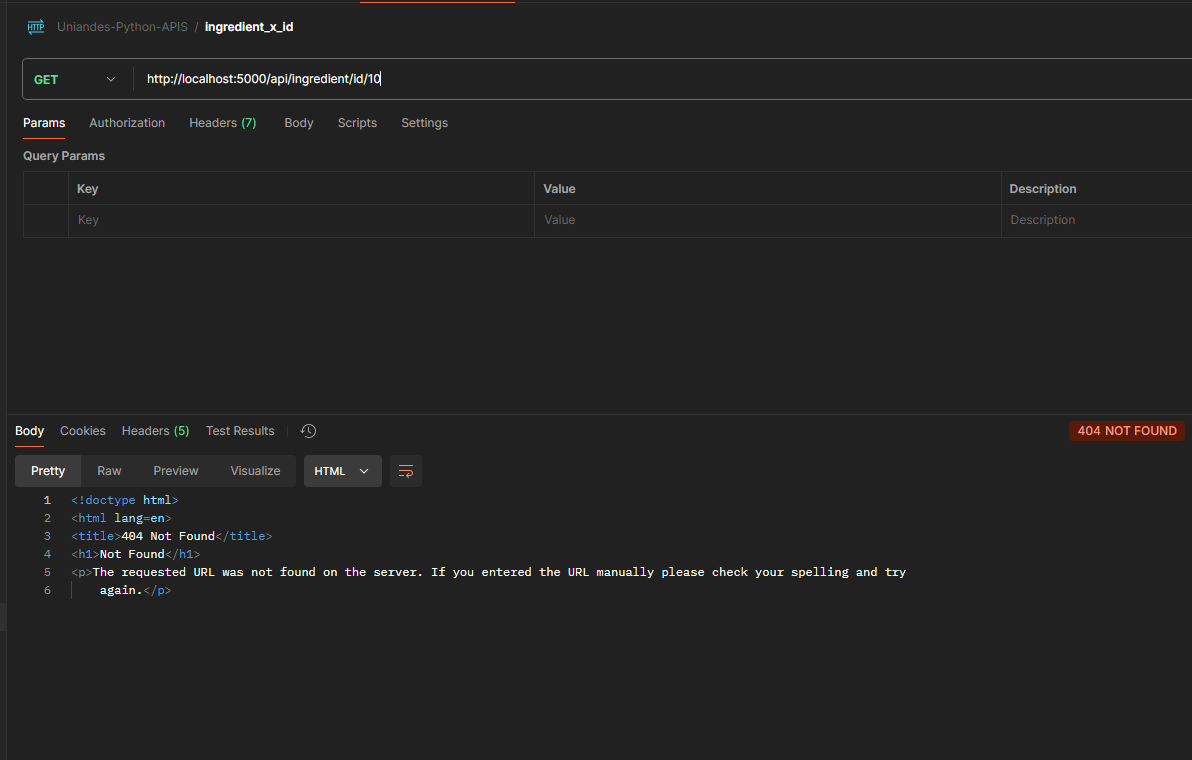 HTTP Uniandes-Python-APIS / ingredient_x_id
GET http://localhost:5000/api/ingredient/id/10
Params Authorization Headers (7) Body Scripts Settings
Query Params
Key Value Description
Key Value Description
Body Cookies Headers (5) Test Results 404 NOT FOUND
Pretty Raw Preview Visualize HTML
1 <!doctype html>
2 <html lang=en>
3 <title>404 Not Found</title>
4 <h1>Not Found</h1>
5 <p>The requested URL was not found on the server. If you entered the URL manually please check your spelling and try
6 again.</p>